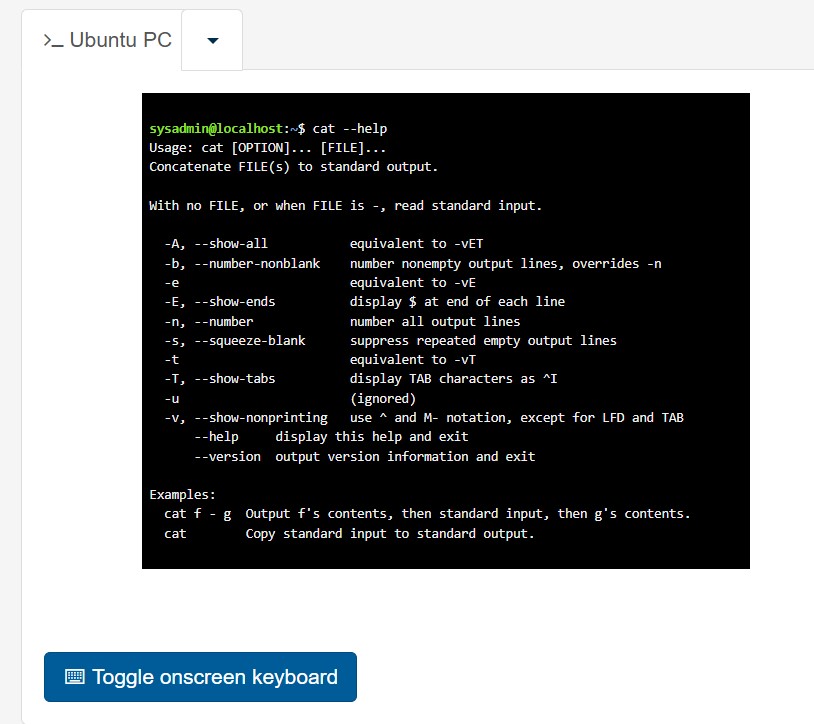 >_ Ubuntu PC
sysadmin@localhost:~$ cat --help
Usage: cat [OPTION]... [FILE]...
Concatenate FILE(s) to standard output.
With no FILE, or when FILE is -, read standard input.
-A, --show-all           equivalent to -vET
-b, --number-nonblank    number nonempty output lines, overrides -n
-e                       equivalent to -vE
-E, --show-ends          display $ at end of each line
-n, --number             number all output lines
-s, --squeeze-blank      suppress repeated empty output lines
-t                       equivalent to -vT
-T, --show-tabs          display TAB characters as ^I
-u                       (ignored)
-v, --show-nonprinting   use ^ and M- notation, except for LFD and TAB
--help     display this help and exit
--version  output version information and exit
Examples:
cat f - g  Output f's contents, then standard input, then g's contents.
cat        Copy standard input to standard output.
Toggle onscreen keyboard